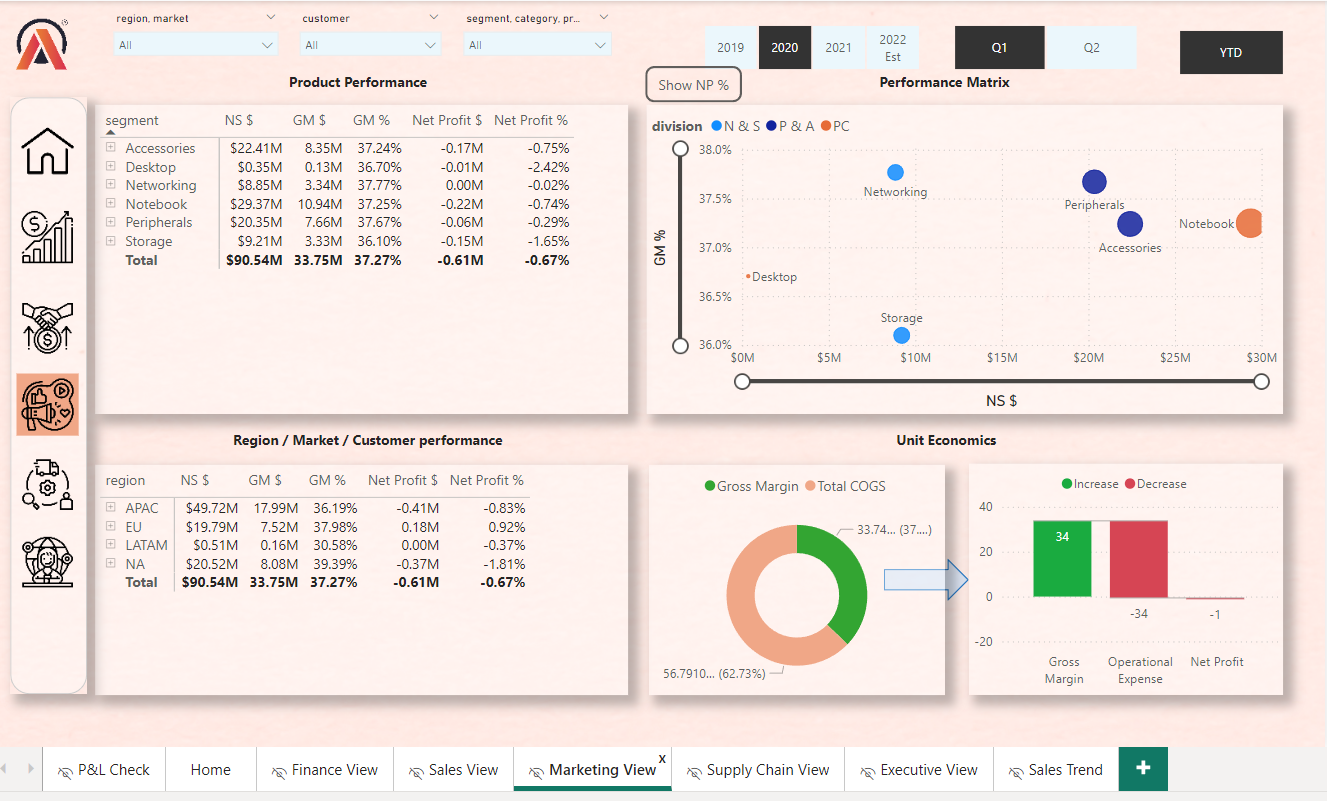 region, market
customer
segment, category, pr...
All
All
All
2019
2020
2021
2022
Est
Q1
Q2
YTD
Product Performance
Show NP %
Performance Matrix
segment NS $ GM $ GM % Net Profit $ Net Profit %
Accessories $22.41M 8.35M 37.24% -0.17M -0.75%
Desktop $0.35M 0.13M 36.70% -0.01M -2.42%
Networking $8.85M 3.34M 37.77% 0.00M -0.02%
Notebook $29.37M 10.94M 37.25% -0.22M -0.74%
Peripherals $20.35M 7.66M 37.67% -0.06M -0.29%
Storage $9.21M 3.33M 36.10% -0.15M -1.65%
Total $90.54M 33.75M 37.27% -0.61M -0.67%
division N & S P & A PC
38.0%
37.5%
37.0%
36.5%
36.0%
GM %
Networking
Peripherals
Notebook
Accessories
Desktop
Storage
$0M $5M $10M $15M $20M $25M $30M
NS $
Region / Market / Customer performance
Unit Economics
region NS $ GM $ GM % Net Profit $ Net Profit %
APAC $49.72M 17.99M 36.19% -0.41M -0.83%
EU $19.79M 7.52M 37.98% 0.18M 0.92%
LATAM $0.51M 0.16M 30.58% 0.00M -0.37%
NA $20.52M 8.08M 39.39% -0.37M -1.81%
Total $90.54M 33.75M 37.27% -0.61M -0.67%
Gross Margin Total COGS
33.74... (37....)
56.7910... (62.73%)
Increase Decrease
40
20
0
-20
34
-34
-1
Gross
Margin
Operational
Expense
Net Profit
P&L Check
Home
Finance View
Sales View
Marketing View
x
Supply Chain View
Executive View
Sales Trend
+